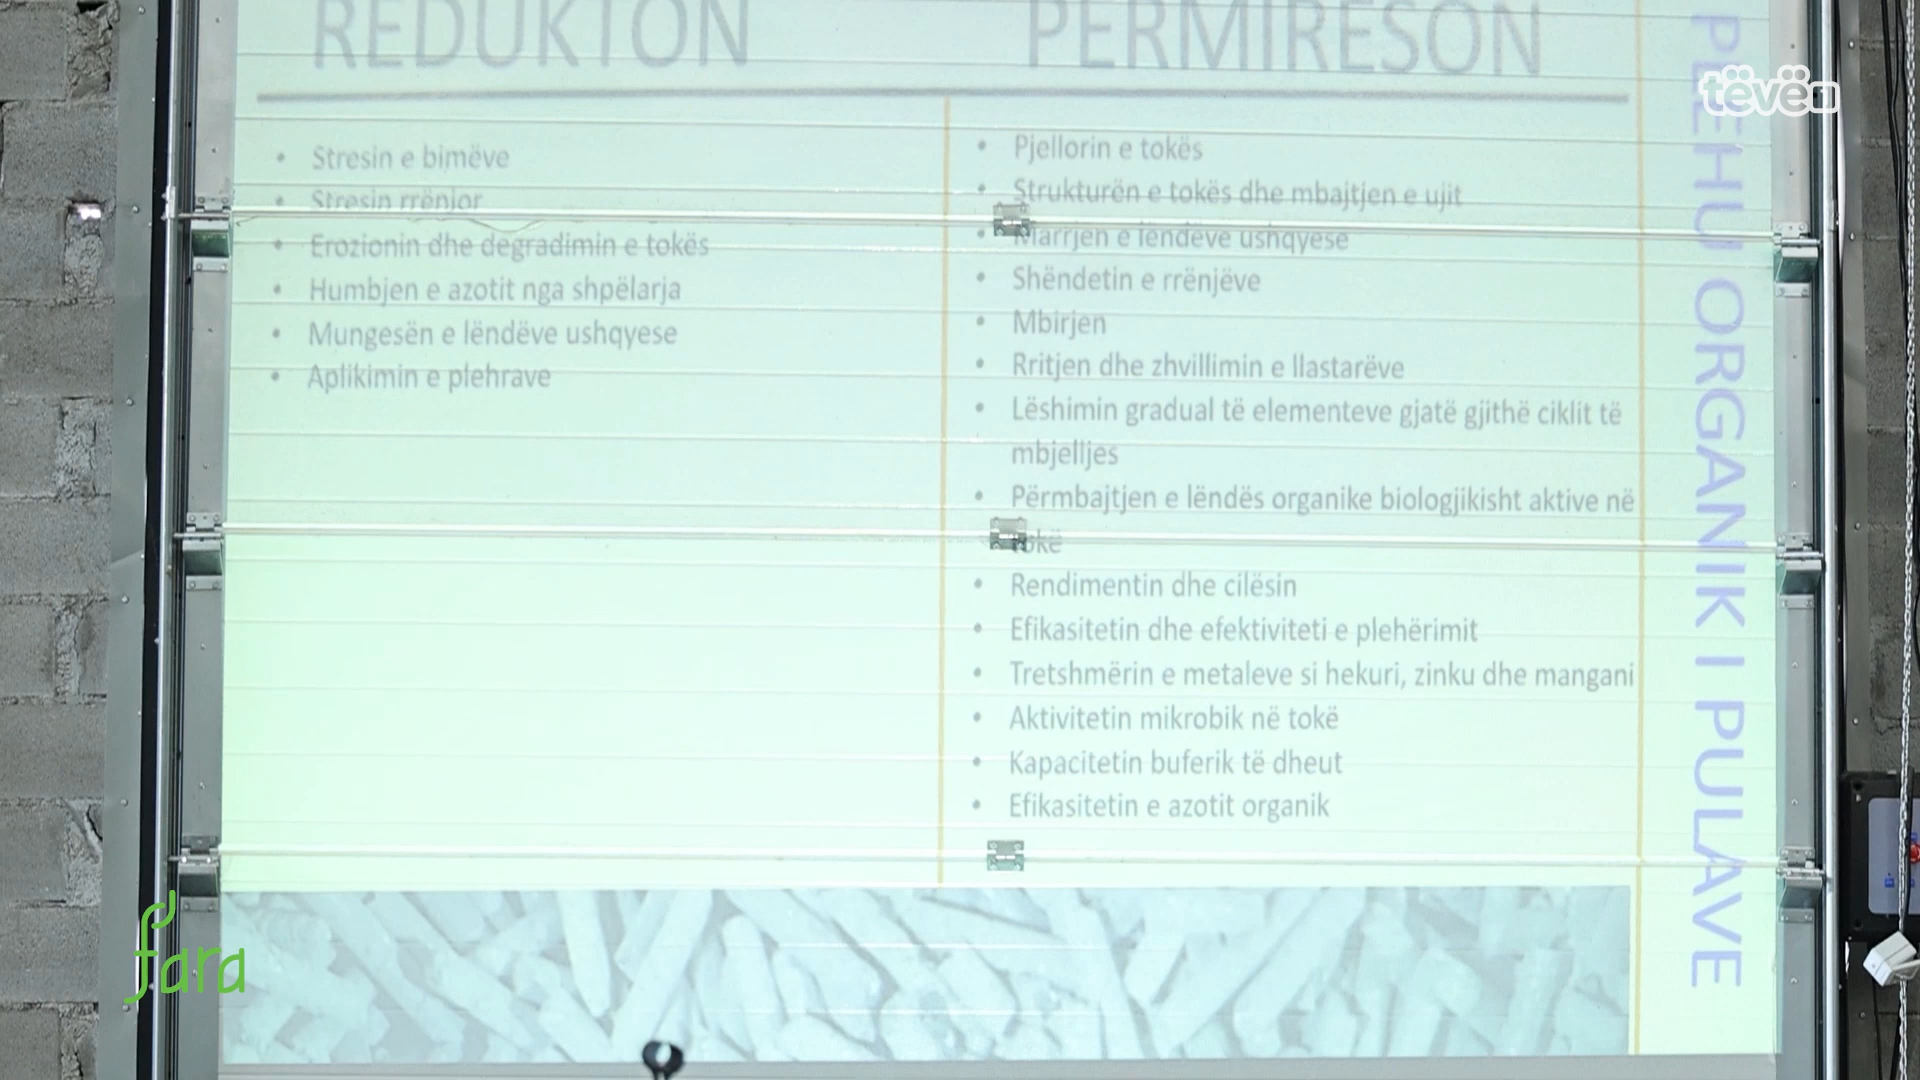 REDUKTON
PERMIRESON
tëvë1
• Stresin e bimëve
• Stresin rrënjor
• Erozionin dhe degradimin e tokës
• Humbjen e azotit nga shpëlarja
• Mungesën e lëndëve ushqyese
• Aplikimin e plehrave
• Pjellorin e tokës
• Strukturën e tokës dhe mbajtjen e ujit
• Marrjen e lëndëve ushqyese
• Shëndetin e rrënjëve
• Mbirjen
• Rritjen dhe zhvillimin e llastarëve
• Lëshimin gradual të elementeve gjatë gjithë ciklit të
mbjelljes
• Përmbajtjen e lëndës organike biologjikisht aktive në
tokë
• Rendimentin dhe cilësin
• Efikasitetin dhe efektiviteti e plehërimit
• Tretshmërin e metaleve si hekuri, zinku dhe mangani
• Aktivitetin mikrobik në tokë
• Kapacitetin buferik të dheut
• Efikasitetin e azotit organik
PLEHU ORGANIK I PULAVE
fara